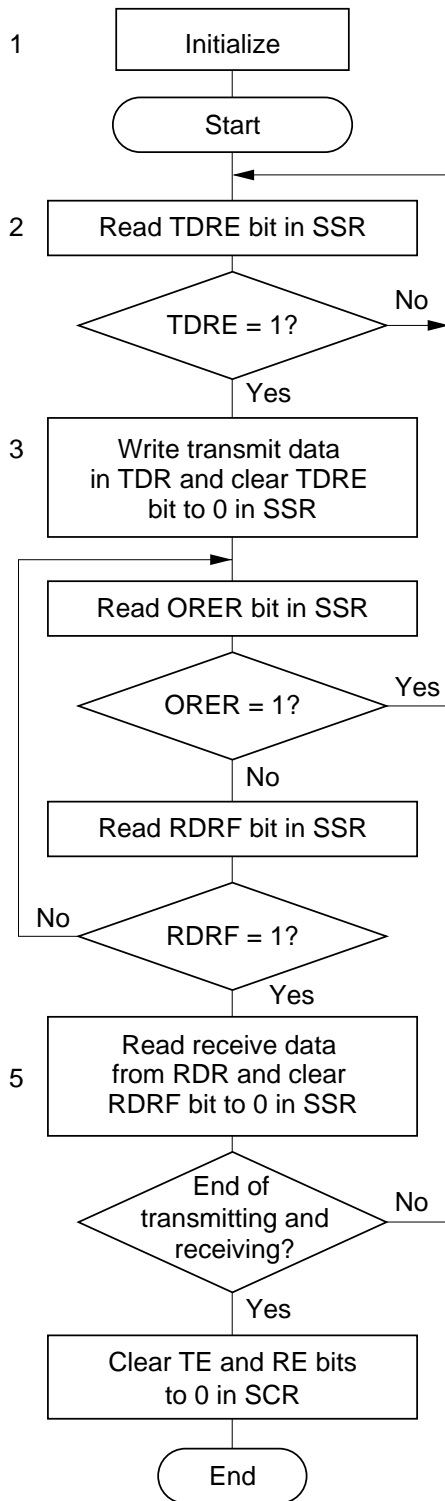 1
Initialize
Start
2
Read TDRE bit in SSR
TDRE = 1?
No
Yes
3
Write transmit data
in TDR and clear TDRE
bit to 0 in SSR
Read ORER bit in SSR
ORER = 1?
Yes
No
Read RDRF bit in SSR
No
RDRF = 1?
Yes
5
Read receive data
from RDR and clear
RDRF bit to 0 in SSR
End of
transmitting and
receiving?
No
Yes
Clear TE and RE bits
to 0 in SCR
End